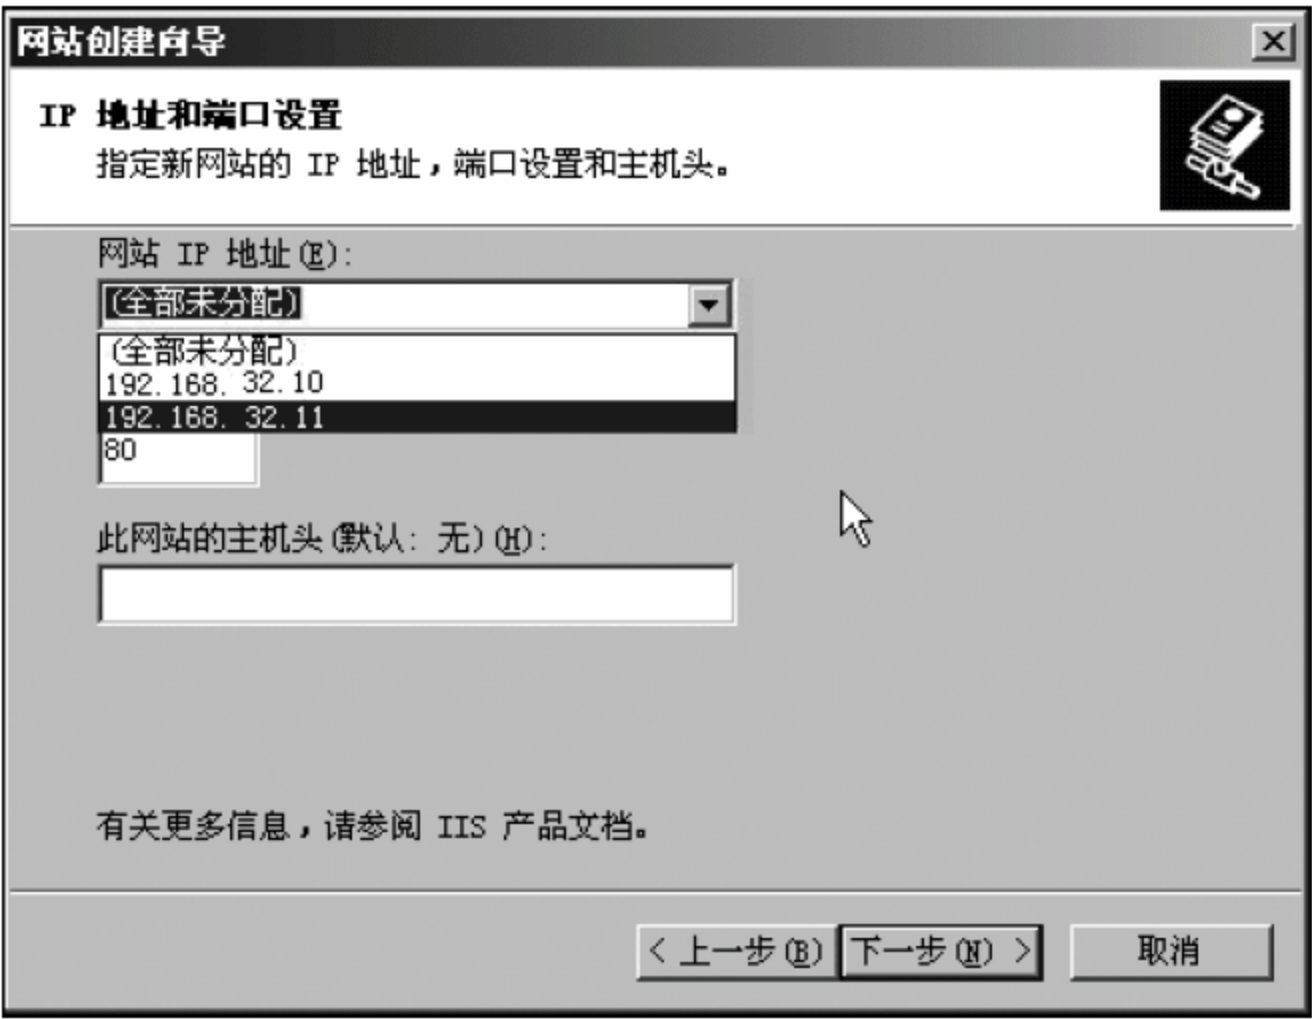 网站创建向导
IP 地址和端口设置
指定新网站的 IP 地址，端口设置和主机头。
网站 IP 地址(E):
(全部未分配)
(全部未分配)
192.168. 32.10
192.168. 32.11
80
此网站的主机头(默认: 无)(H):
有关更多信息，请参阅 IIS 产品文档。
< 上一步(B) 下一步(N) > 取消